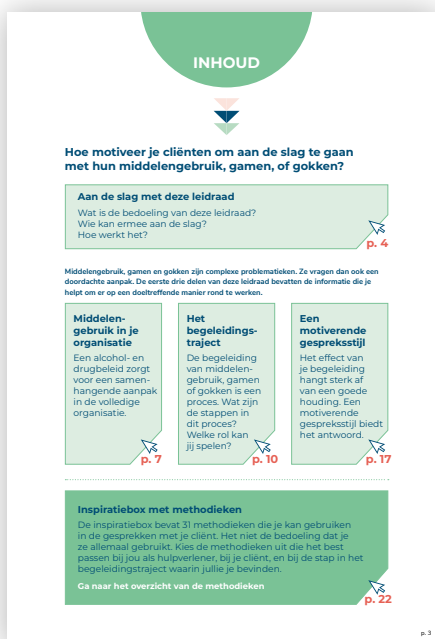 INHOUD
Hoe motiveer je cliënten om aan de slag te gaan
met hun middelengebruik, gamen, of gokken?
Aan de slag met deze leidraad
Wat is de bedoeling van deze leidraad?
Wie kan ermee aan de slag?
Hoe werkt het?
p. 4
Middelengebruik, gamen en gokken zijn complexe problematieken. Ze vragen dan ook een
doordachte aanpak. De eerste drie delen van deze leidraad bevatten de informatie die je
helpt om er op een doeltreffende manier rond te werken.
Middelen-
gebruik in je
organisatie
Een alcohol- en
drugbeleid zorgt
voor een samen-
hangende aanpak
in de volledige
organisatie.
p. 7
Het
begeleidings-
traject
De begeleiding
van middelen-
gebruik, gamen
of gokken is een
proces. Wat zijn
de stappen in
dit proces?
Welke rol kan
jij spelen?
p. 10
Een
motiverende
gespreksstijl
Het effect van
je begeleiding
hangt sterk af
van een goede
houding. Een
motiverende
gespreksstijl biedt
het antwoord.
p. 17
Inspiratiebox met methodieken
De inspiratiebox bevat 31 methodieken die je kan gebruiken
in de gesprekken met je cliënt. Het niet de bedoeling dat je
ze allemaal gebruikt. Kies de methodieken uit die het best
passen bij jou als hulpverlener, bij je cliënt, en bij de stap in het
begeleidingstraject waarin jullie je bevinden.
Ga naar het overzicht van de methodieken
p. 22
p. 3